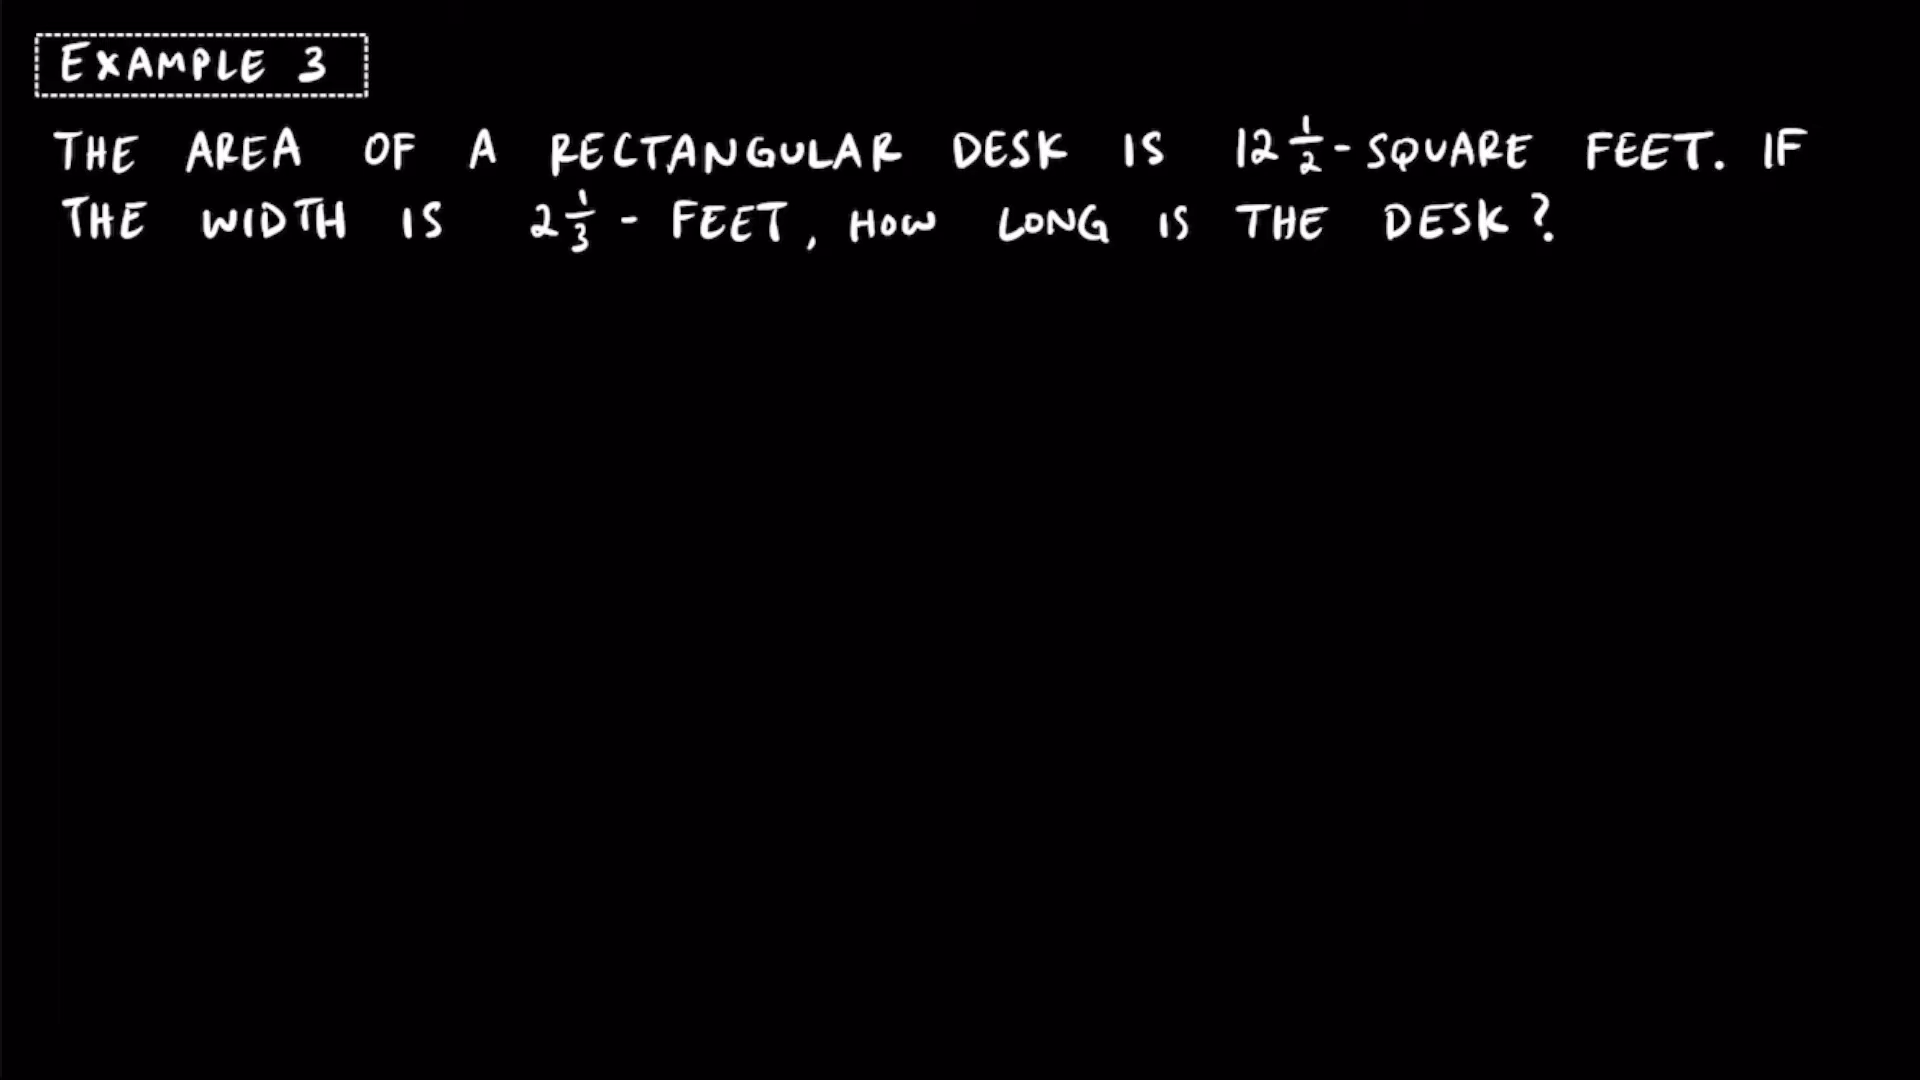 EXAMPLE 3
THE AREA OF A RECTANGULAR DESK IS 12 1/2 - SQUARE FEET. IF
THE WIDTH IS 2 1/3 - FEET, HOW LONG IS THE DESK?